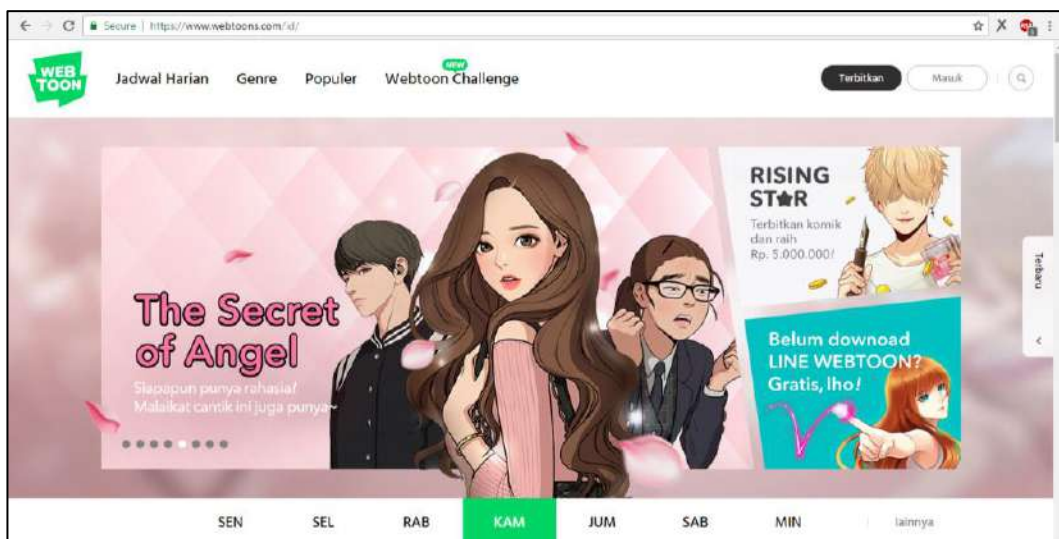 Secure | https://www.webtoons.com/id/
WEB
TOON
Jadwal Harian
Genre
Populer
NEW
Webtoon Challenge
Terbitkan
Masuk
The Secret
of Angel
Siapapun punya rahasia!
Malaikat cantik ini juga punya~
RISING
ST★R
Terbitkan komik
dan raih
Rp. 5.000.000!
Belum downoad
LINE WEBTOON?
Gratis, lho!
Terbaru
SEN
SEL
RAB
KAM
JUM
SAB
MIN
lainnya